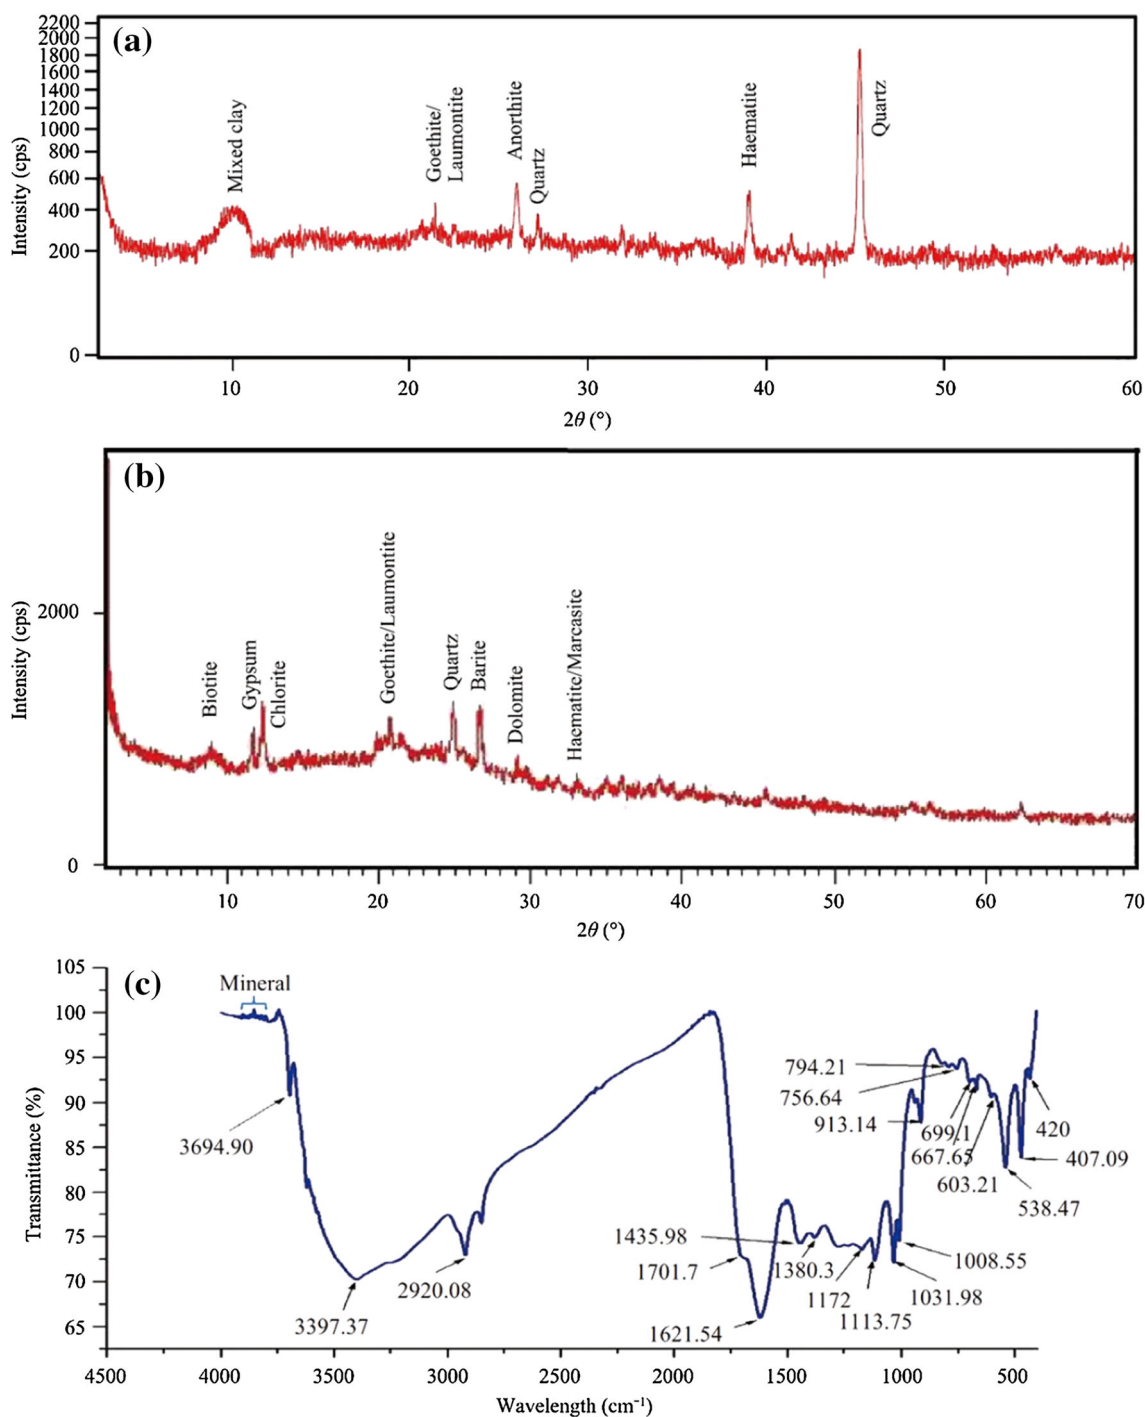 (a)
2200
2000
1800
1600
1400
1200
1000
800
600
400
200
0
Intensity (cps)
Mixed clay
Goethite/
Laumontite
Anorthite
Quartz
Haematite
Quartz
10
20
30
40
50
60
2θ (°)
(b)
2000
0
Intensity (cps)
Biotite
Gypsum
Chlorite
Goethite/Laumontite
Quartz
Barite
Dolomite
Haematite/Marcasite
10
20
30
40
50
60
70
2θ (°)
(c)
105
100
95
90
85
80
75
70
65
Transmittance (%)
Mineral
3694.90
3397.37
2920.08
1701.7
1621.54
1435.98
1380.3
1172
1113.75
1031.98
1008.55
913.14
794.21
756.64
699.1
667.65
603.21
538.47
420
407.09
4500
4000
3500
3000
2500
2000
1500
1000
500
Wavelength (cm⁻¹)